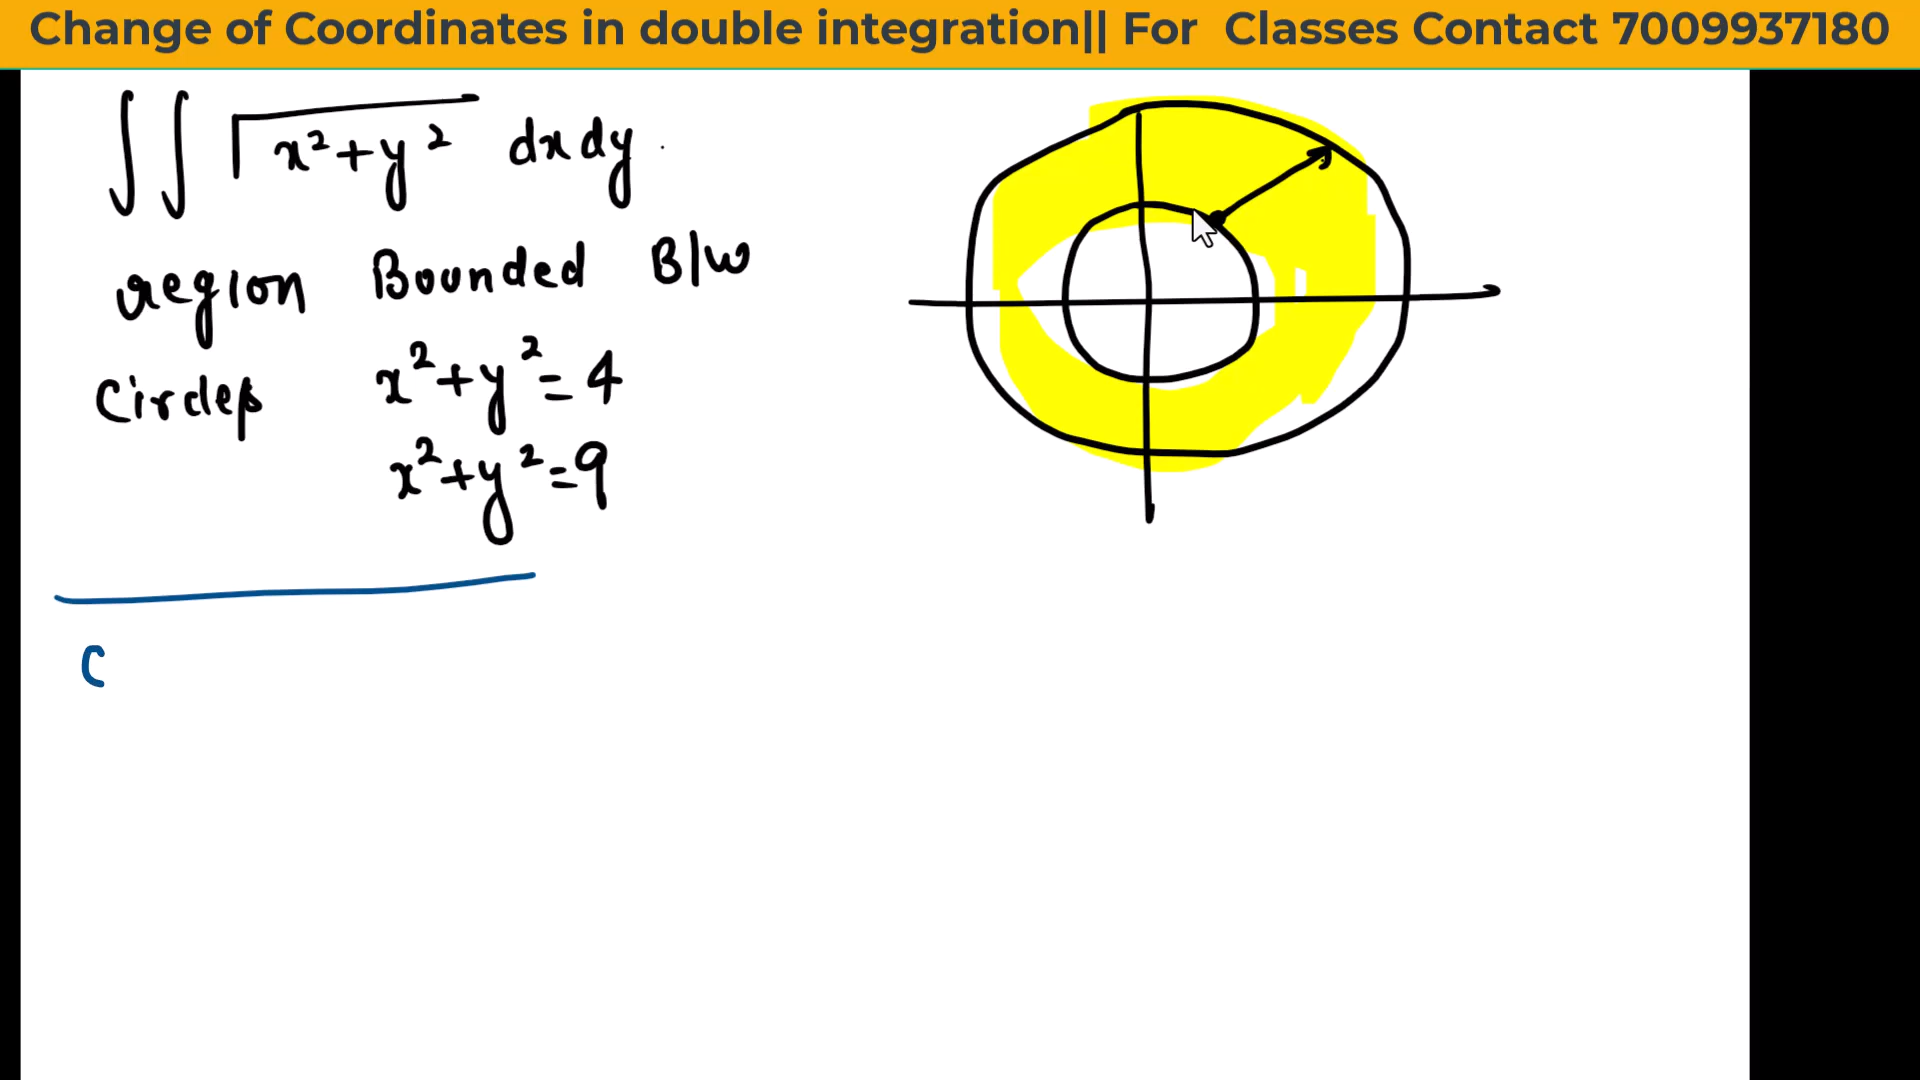 Change of Coordinates in double integration|| For Classes Contact 7009937180
∫∫ √x²+y² dxdy.
region Bounded B/w
Circles x²+y²=4
x²+y²=9
C